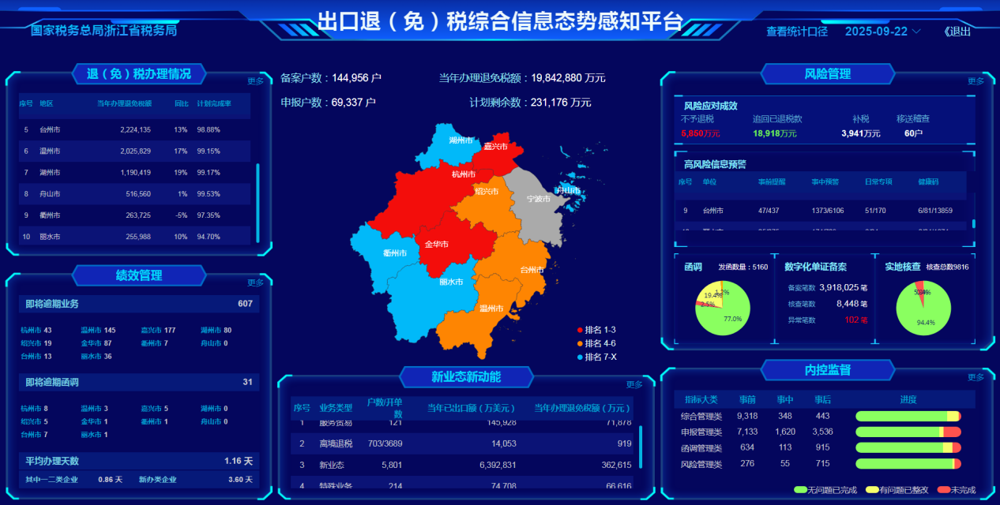 国家税务总局浙江省税务局
出口退（免）税综合信息态势感知平台
查看统计口径 2025-09-22 《退出
退（免）税办理情况
更多
序号 地区 当年办理退免税额 同比 计划完成率
5 台州市 2,224,135 13% 98.88%
6 温州市 2,025,829 17% 99.15%
7 湖州市 1,190,419 19% 99.17%
8 舟山市 516,560 1% 99.53%
9 衢州市 263,725 -5% 97.35%
10 丽水市 255,988 10% 94.70%
绩效管理
更多
即将逾期业务 607
杭州市 43 温州市 145 嘉兴市 177 湖州市 80
绍兴市 19 金华市 87 衢州市 7 舟山市 0
台州市 13 丽水市 36
即将逾期函调 31
杭州市 8 温州市 3 嘉兴市 5 湖州市 0
绍兴市 5 金华市 1 衢州市 1 舟山市 0
台州市 7 丽水市 1
平均办理天数 1.16 天
其中一二类企业 0.86 天 新办类企业 3.60 天
备案户数：144,956 户 当年办理退免税额：19,842,880 万元
申报户数：69,337 户 计划剩余数：231,176 万元
湖州市
嘉兴市
杭州市
绍兴市
舟山市
宁波市
金华市
衢州市
台州市
丽水市
温州市
排名 1-3
排名 4-6
排名 7-X
新业态新动能
更多
序号 业务类型 户数/开单数 当年已出口额（万美元） 当年办理退免税额（万元）
1 服务贸易 121 145,928 71,878
2 离境退税 703/3689 14,053 919
3 新业态 5,801 6,392,831 362,615
4 特殊业务 214 74,708 66,616
风险管理
更多
风险应对成效
不予退税 追回已退税款 补税 移送稽查
5,850万元 18,918万元 3,941万元 60户
高风险信息预警
序号 单位 事前提醒 事中预警 日常专项 健康码
9 台州市 47/437 1373/6106 51/170 6/81/13859
函调 发函数量：5160
19.4%
1.2%
2.5%
77.0%
数字化单证备案
备案笔数 3,918,025 笔
核查笔数 8,448 笔
异常笔数 102 笔
实地核查 核查总数9816
94.4%
内控监督
更多
指标大类 事前 事中 事后 进度
综合管理类 9,318 348 443
申报管理类 7,133 1,620 3,536
函调管理类 634 113 915
风险管理类 276 55 715
无问题已完成 有问题已整改 未完成